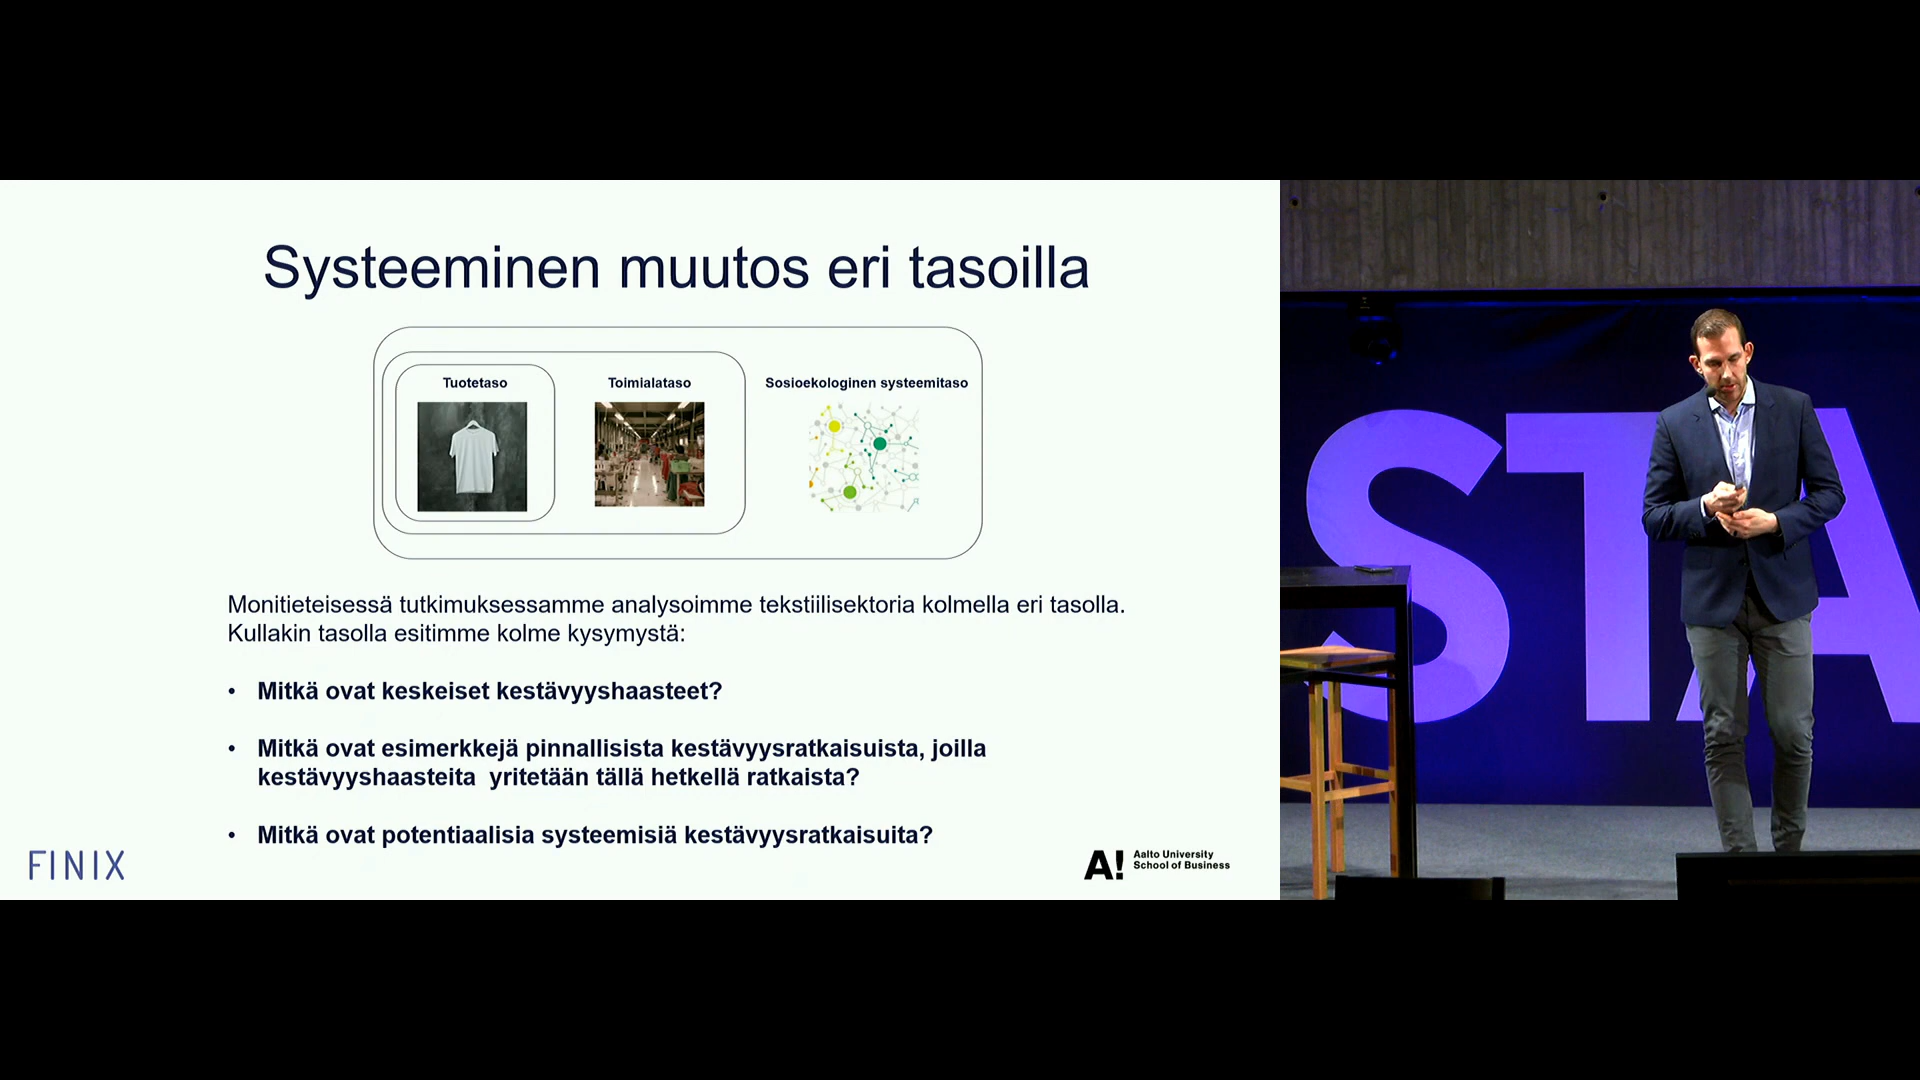 Systeeminen muutos eri tasoilla
Tuotetaso
Toimialataso
Sosioekologinen systeemitaso
Monitieteisessä tutkimuksessamme analysoimme tekstiilisektoria kolmella eri tasolla.
Kullakin tasolla esitimme kolme kysymystä:
• Mitkä ovat keskeiset kestävyyshaasteet?
• Mitkä ovat esimerkkejä pinnallisista kestävyysratkaisuista, joilla
kestävyyshaasteita  yritetään tällä hetkellä ratkaista?
• Mitkä ovat potentiaalisia systeemisiä kestävyysratkaisuita?
FINIX
A! Aalto University
School of Business
STA